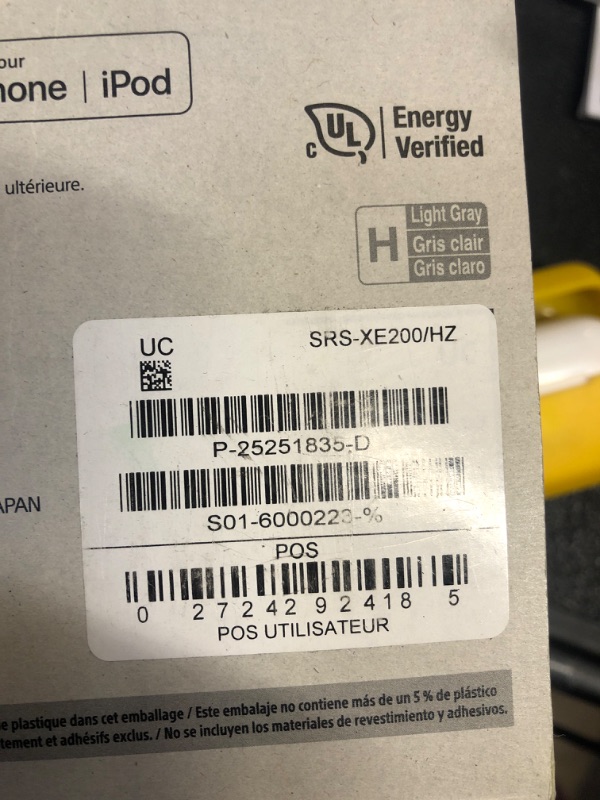 our
one | iPod
c UL Energy
Verified
ultérieure.
H Light Gray
Gris clair
Gris claro
UC SRS-XE200/HZ
P-25251835-D
S01-6000223-%
APAN
POS
0 27242 92418 5
POS UTILISATEUR
e plastique dans cet emballage / Este embalaje no contiene más de un 5 % de plástico
tement et adhésifs exclus. / No se incluyen los materiales de revestimiento y adhesivos.